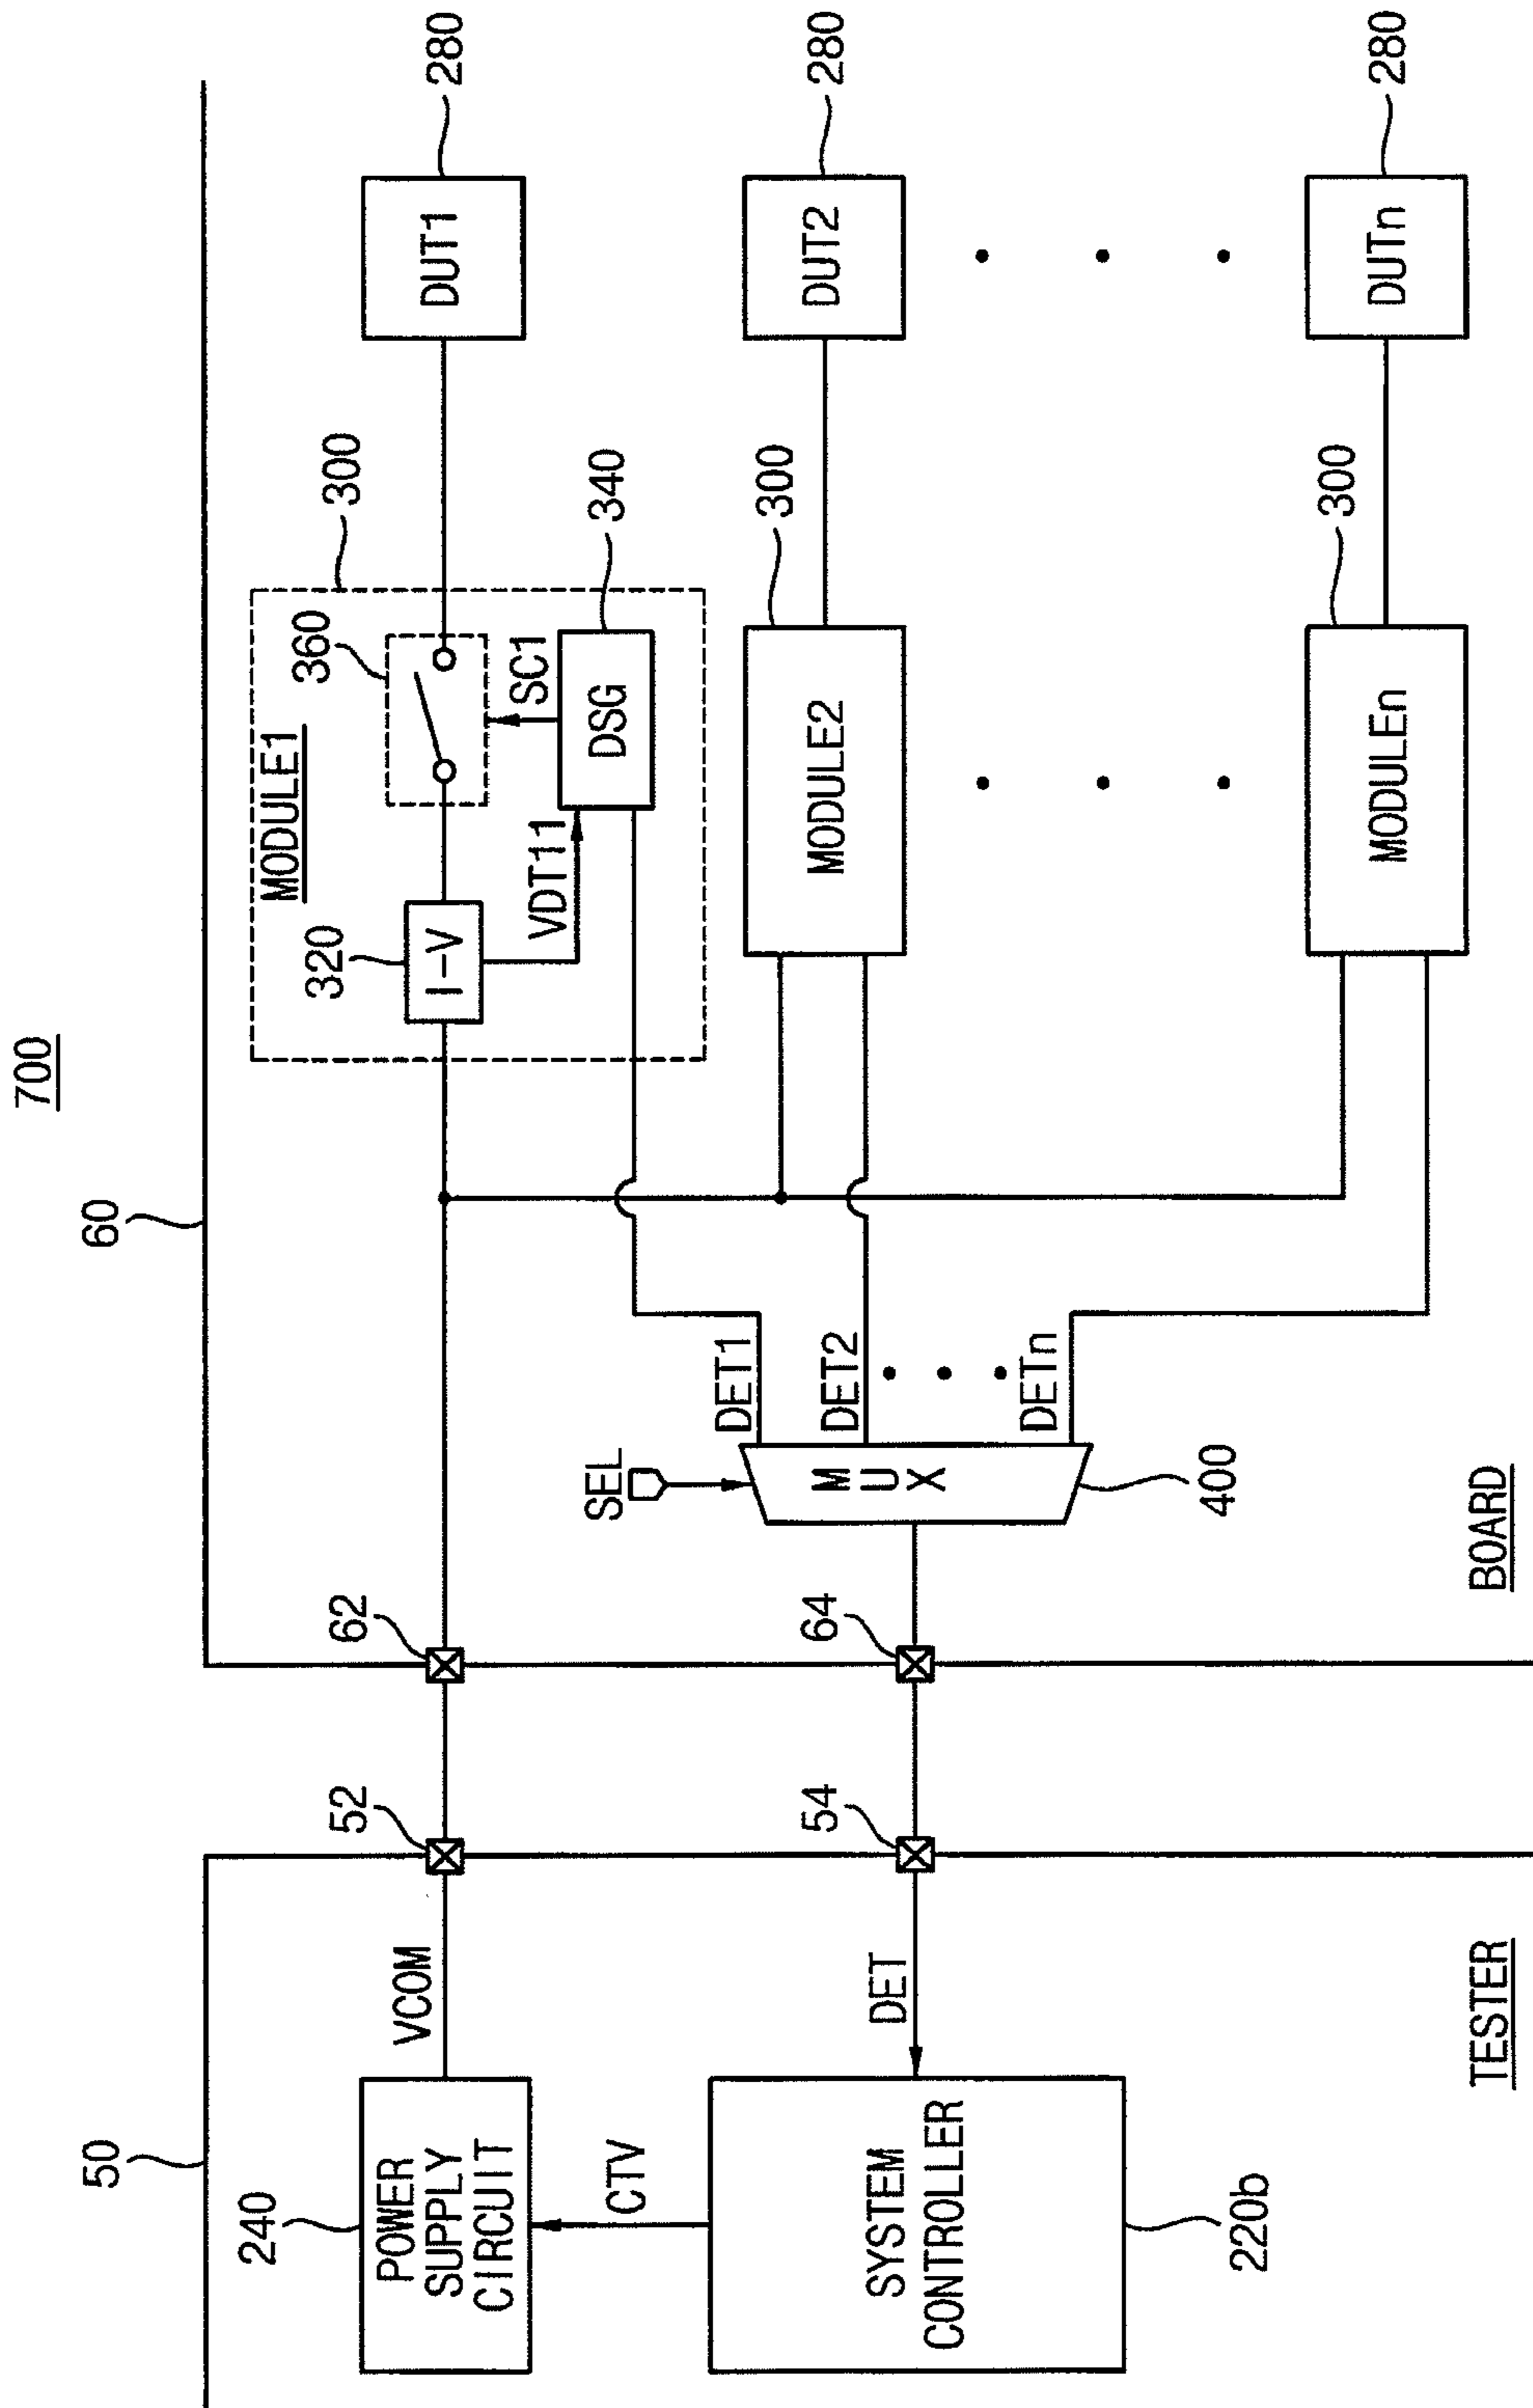 700
50
60
240
POWER
SUPPLY
CIRCUIT
VCOM
52
62
CTV
SYSTEM
CONTROLLER
220b
DET
54
64
SEL
MUX
400
DET1
DET2
DETn
MODULE1
300
320
I-V
VDT11
360
SC1
DSG
340
DUT1
280
MODULE2
300
DUT2
280
MODULEn
300
DUTn
280
TESTER
BOARD